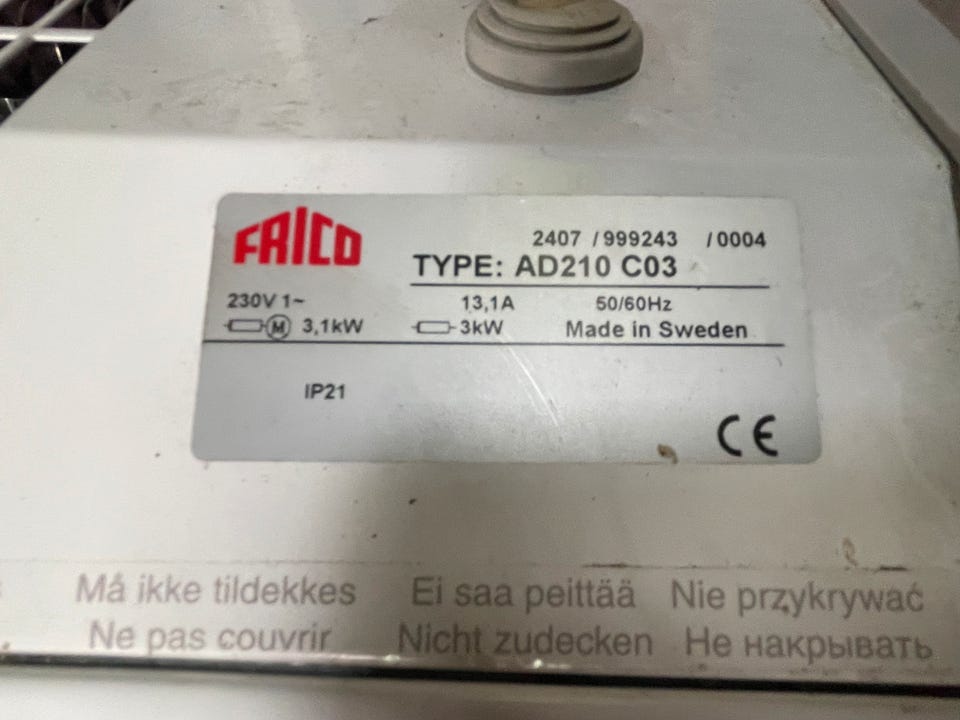 FRICO
2407 /999243 /0004
TYPE: AD210 C03
230V 1~ 13,1A 50/60Hz
M 3,1kW 3kW Made in Sweden
IP21
CE
Må ikke tildekkes Ei saa peittää Nie przykrywać
Ne pas couvrir Nicht zudecken Не накрывать